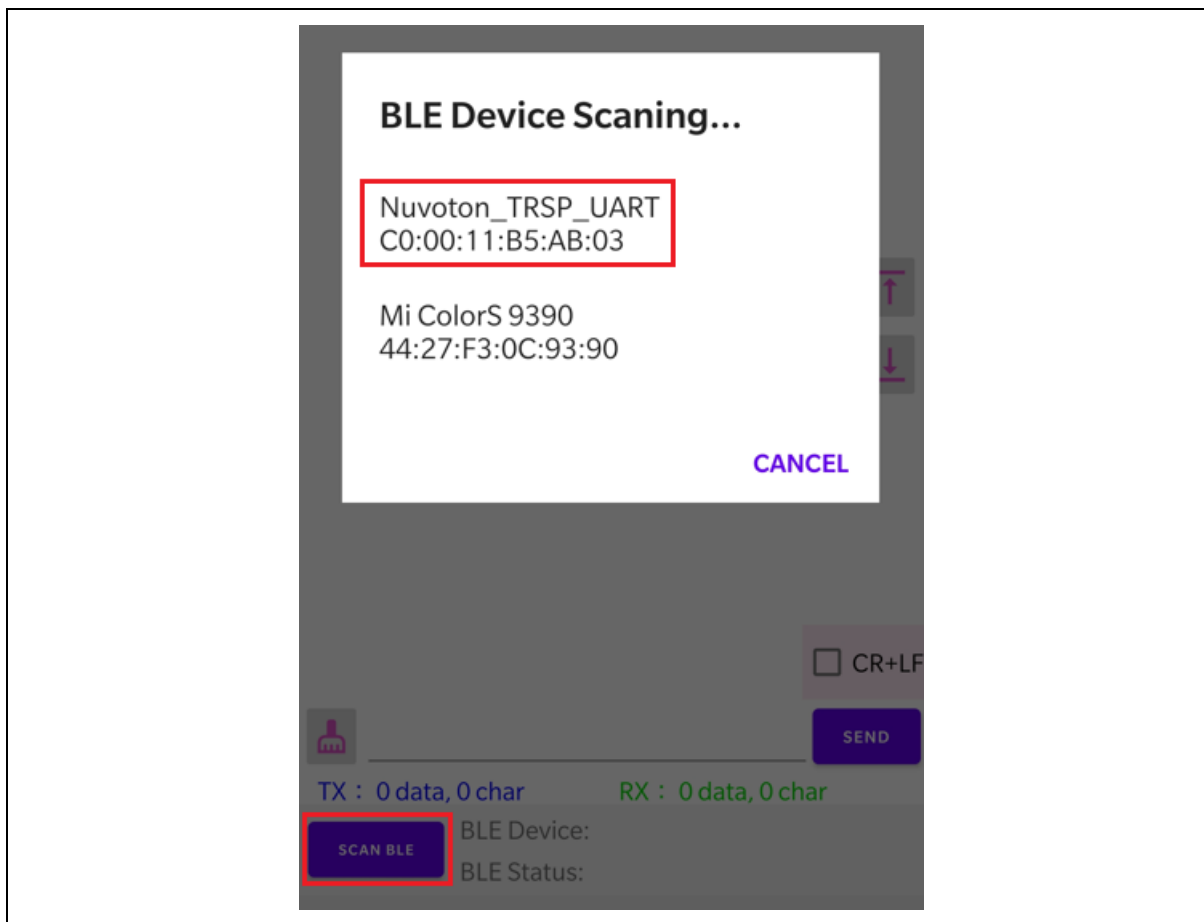 BLE Device Scaning...
Nuvoton_TRSP_UART
C0:00:11:B5:AB:03
Mi ColorS 9390
44:27:F3:0C:93:90
CANCEL
CR+LF
SEND
TX : 0 data, 0 char
RX : 0 data, 0 char
SCAN BLE
BLE Device:
BLE Status: